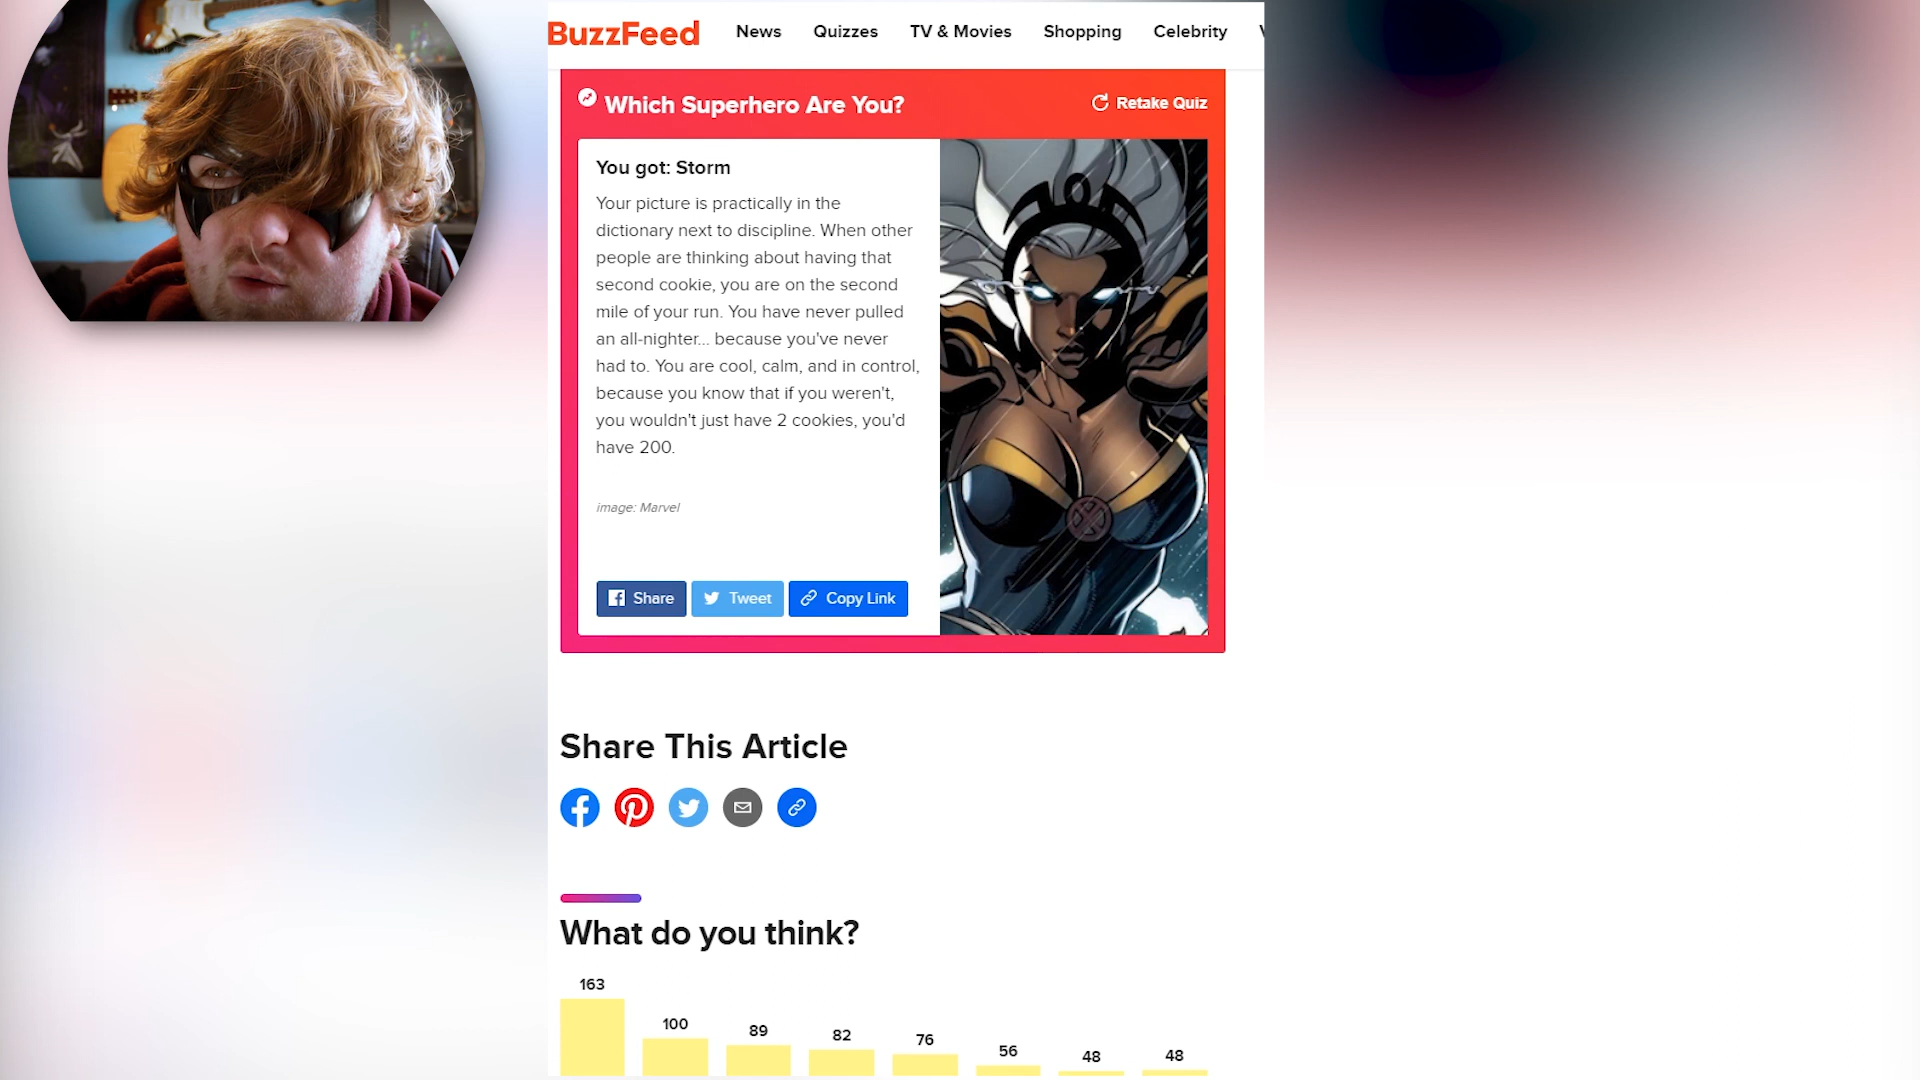 BuzzFeed News Quizzes TV & Movies Shopping Celebrity
Which Superhero Are You?
Retake Quiz
You got: Storm
Your picture is practically in the
dictionary next to discipline. When other
people are thinking about having that
second cookie, you are on the second
mile of your run. You have never pulled
an all-nighter... because you've never
had to. You are cool, calm, and in control,
because you know that if you weren't,
you wouldn't just have 2 cookies, you'd
have 200.
image: Marvel
Share Tweet Copy Link
Share This Article
What do you think?
163
100
89
82
76
56
48
48